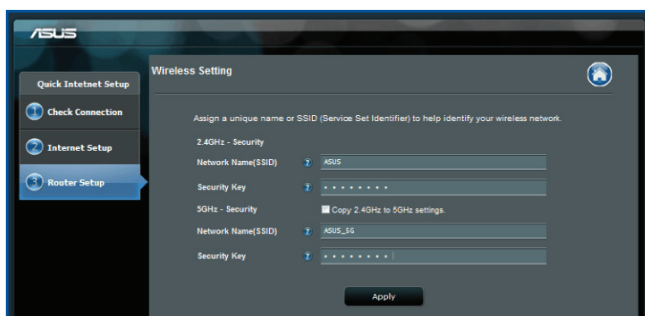 ASUS
Quick Intetnet Setup
1 Check Connection
2 Internet Setup
3 Router Setup
Wireless Setting
Assign a unique name or SSID (Service Set Identifier) to help identify your wireless network.
2.4GHz - Security
Network Name(SSID) ? ASUS
Security Key ? ● ● ● ● ● ● ● ●
5GHz - Security Copy 2.4GHz to 5GHz settings.
Network Name(SSID) ? ASUS_5G
Security Key ? ● ● ● ● ● ● ● ●
Apply